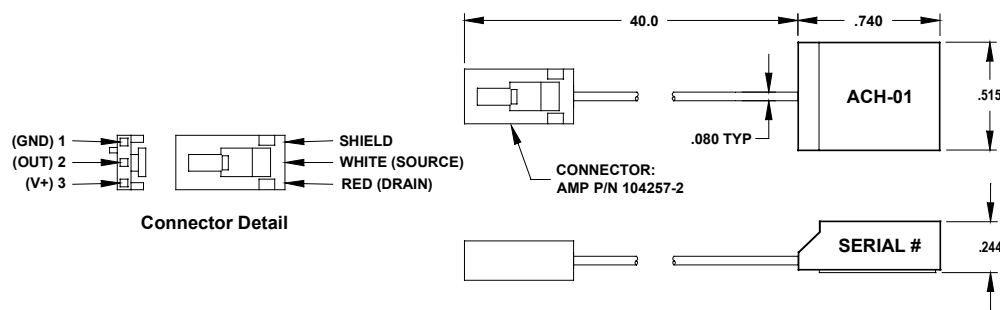 40.0
.740
ACH-01
.515
.080 TYP
CONNECTOR:
AMP P/N 104257-2
(GND) 1
(OUT) 2
(V+) 3
SHIELD
WHITE (SOURCE)
RED (DRAIN)
Connector Detail
SERIAL #
.244